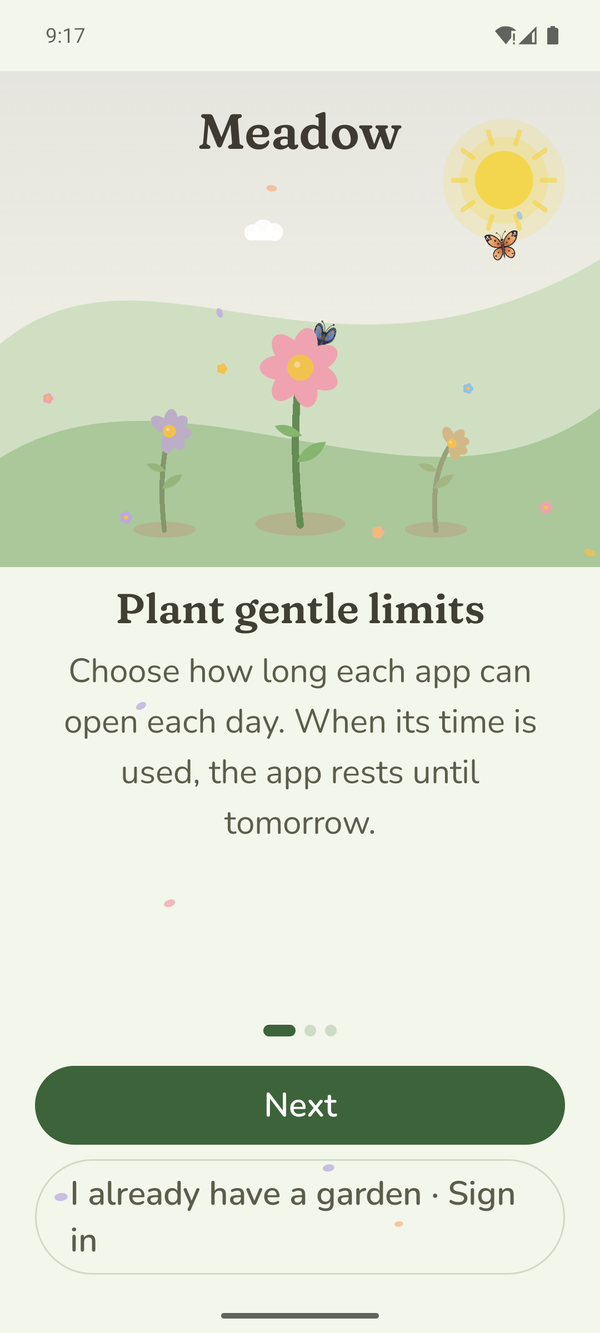 9:17
Meadow
Plant gentle limits
Choose how long each app can
open each day. When its time is
used, the app rests until
tomorrow.
Next
I already have a garden · Sign
in